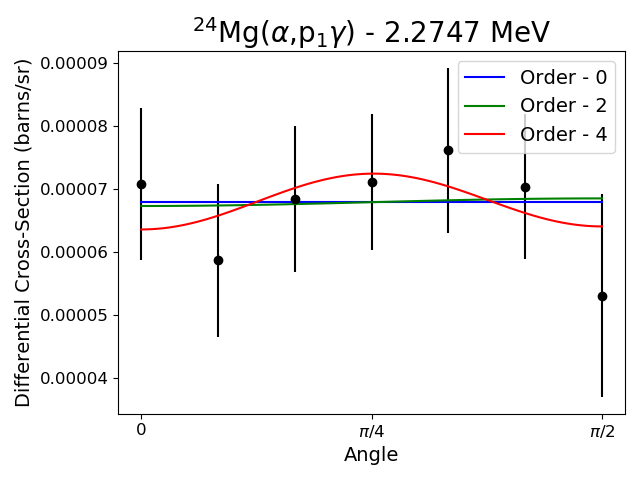 ²⁴Mg(α,p₁γ) - 2.2747 MeV
Differential Cross-Section (barns/sr)
0.00009
0.00008
0.00007
0.00006
0.00005
0.00004
Order - 0
Order - 2
Order - 4
0
π/4
π/2
Angle